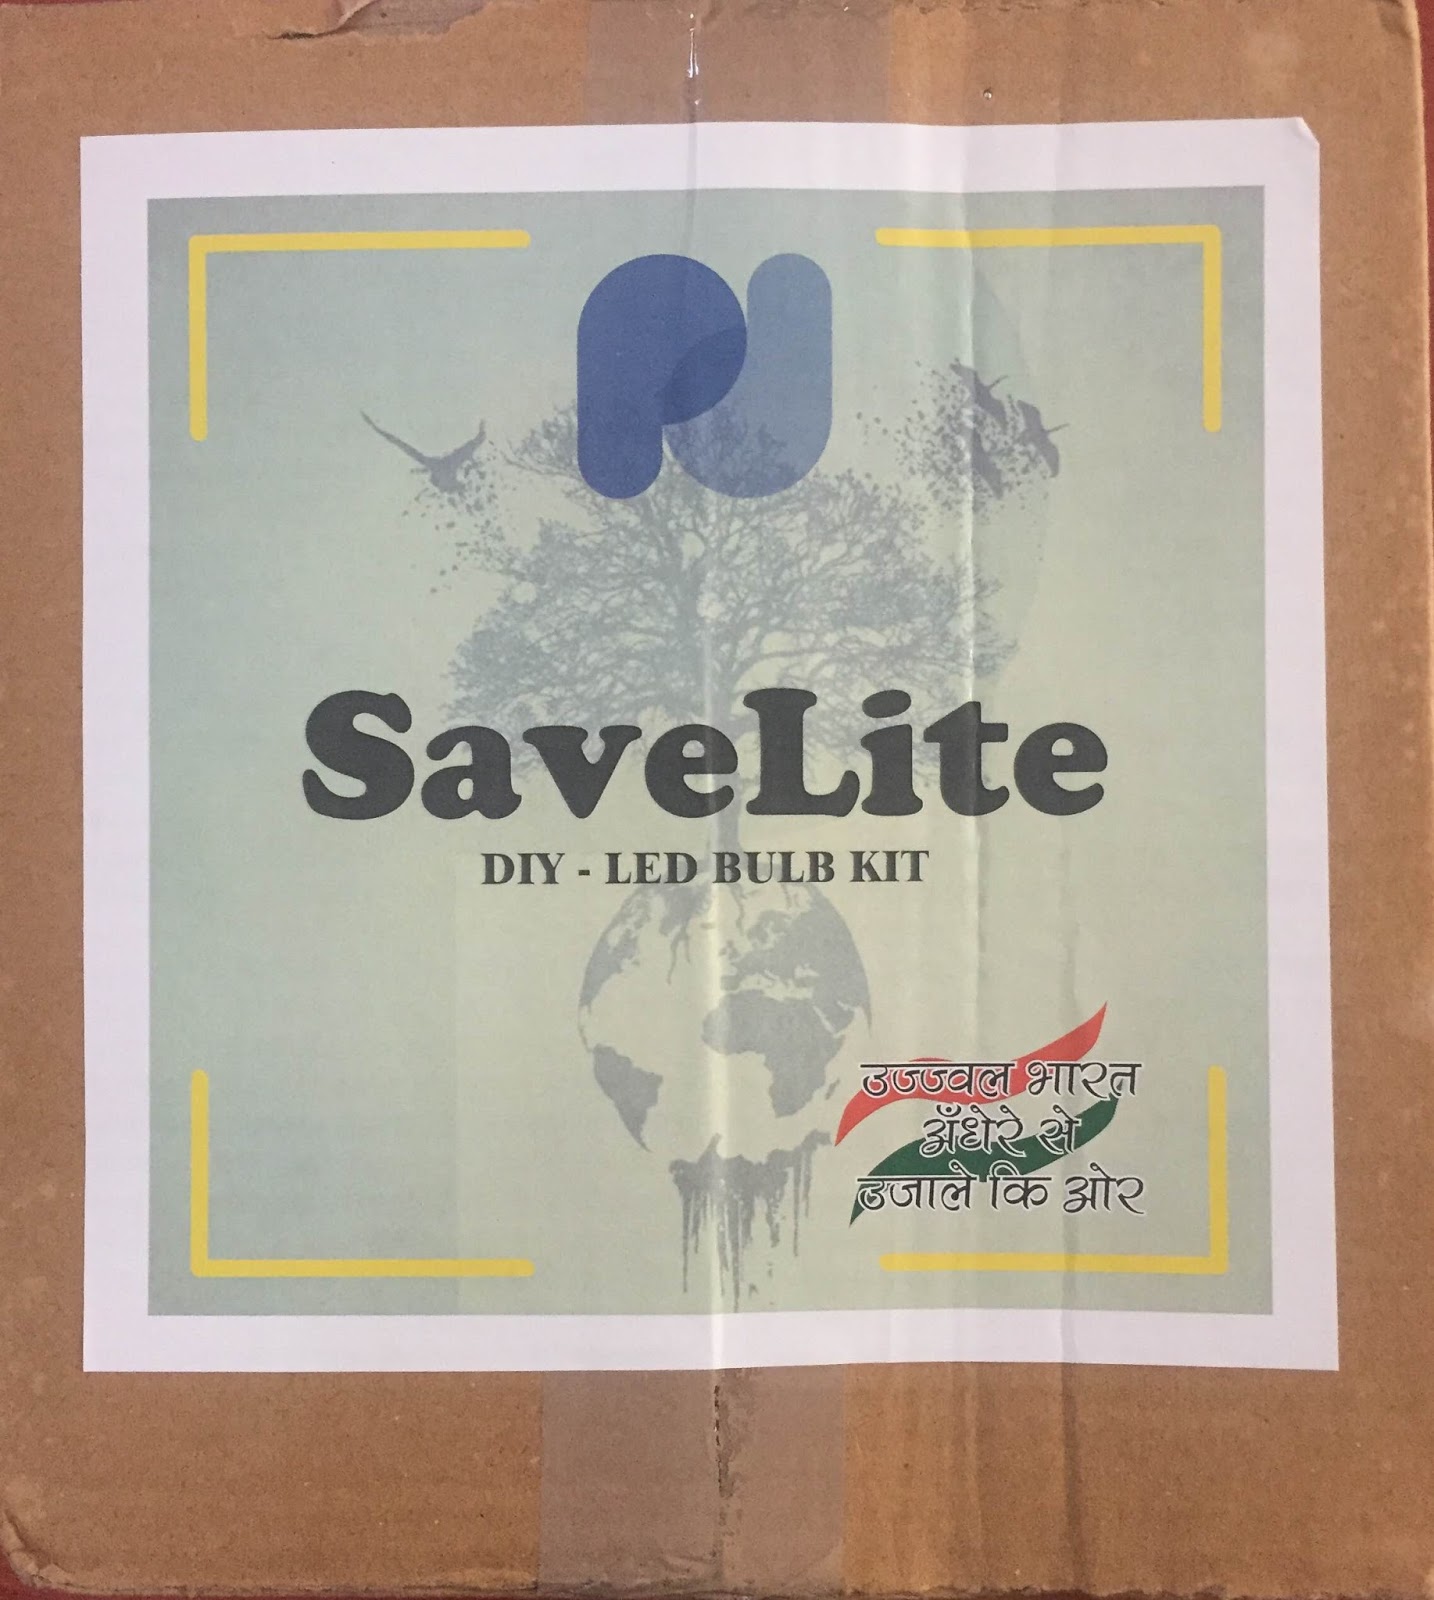 SaveLite
DIY - LED BULB KIT
उज्ज्वल भारत
अँधेरे से
उजाले कि ओर